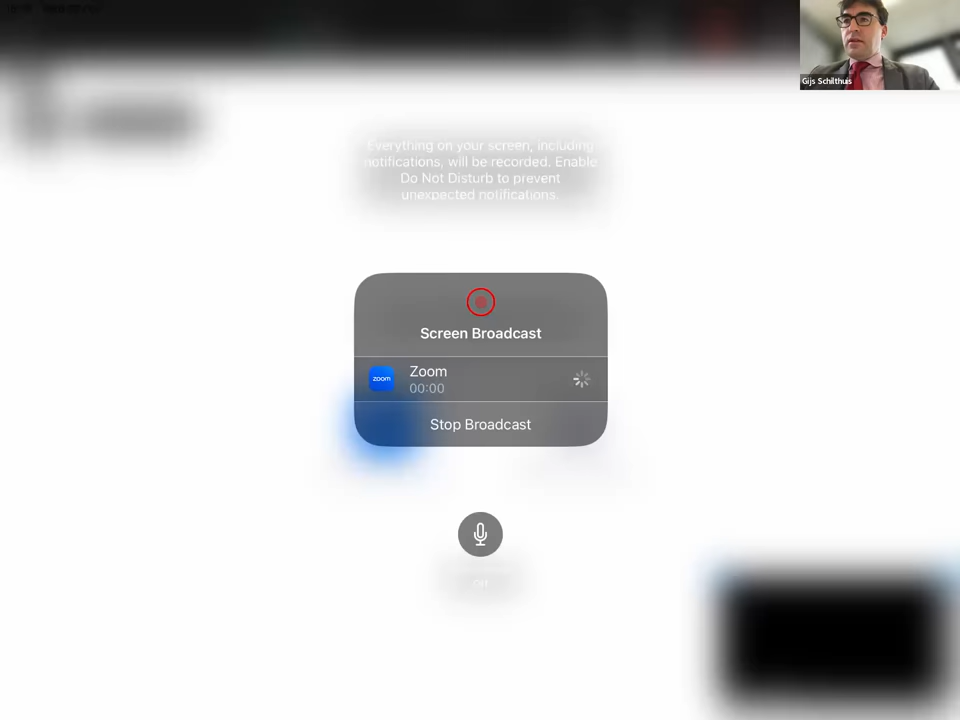 Gijs Schilthuis
Everything on your screen, including
notifications, will be recorded. Enable
Do Not Disturb to prevent
unexpected notifications.
Screen Broadcast
zoom
Zoom
00:00
Stop Broadcast